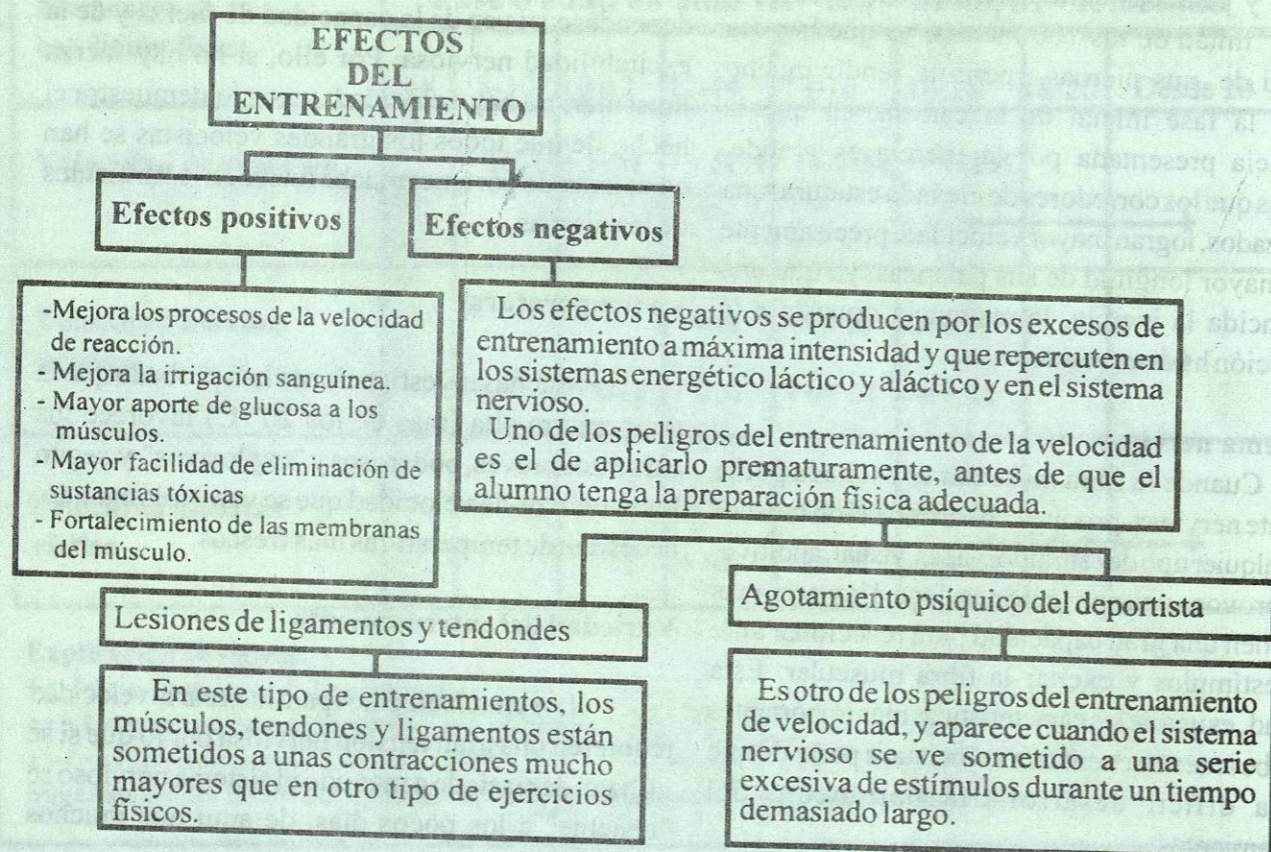 EFECTOS
DEL
ENTRENAMIENTO
Efectos positivos
Efectos negativos
-Mejora los procesos de la velocidad
de reacción.
- Mejora la irrigación sanguínea.
- Mayor aporte de glucosa a los
músculos.
- Mayor facilidad de eliminación de
sustancias tóxicas
- Fortalecimiento de las membranas
del músculo.
Los efectos negativos se producen por los excesos de
entrenamiento a máxima intensidad y que repercuten en
los sistemas energético láctico y aláctico y en el sistema
nervioso.
Uno de los peligros del entrenamiento de la velocidad
es el de aplicarlo prematuramente, antes de que el
alumno tenga la preparación física adecuada.
Lesiones de ligamentos y tendondes
En este tipo de entrenamientos, los
músculos, tendones y ligamentos están
sometidos a unas contracciones mucho
mayores que en otro tipo de ejercicios
físicos.
Agotamiento psíquico del deportista
Es otro de los peligros del entrenamiento
de velocidad, y aparece cuando el sistema
nervioso se ve sometido a una serie
excesiva de estímulos durante un tiempo
demasiado largo.